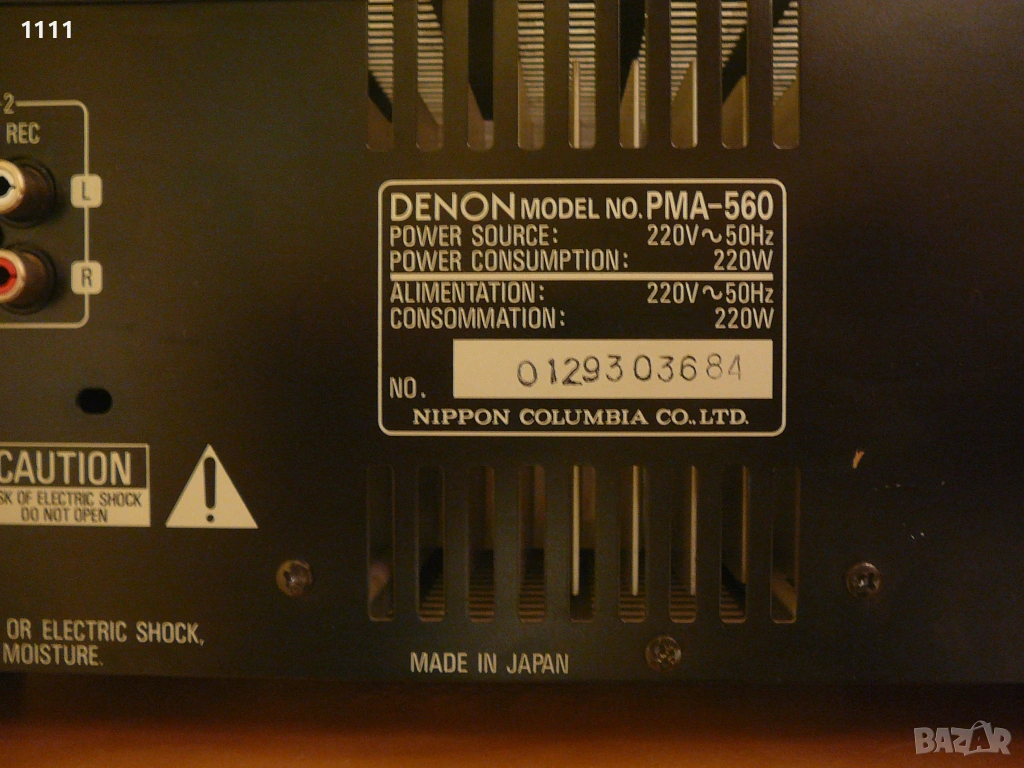 1111
-2
REC
L
R
DENON MODEL NO. PMA-560
POWER SOURCE: 220V~50Hz
POWER CONSUMPTION: 220W
ALIMENTATION: 220V~50Hz
CONSOMMATION: 220W
NO. 0129303684
NIPPON COLUMBIA CO.,LTD.
CAUTION
SK OF ELECTRIC SHOCK
DO NOT OPEN
OR ELECTRIC SHOCK,
MOISTURE.
MADE IN JAPAN
BAZAR